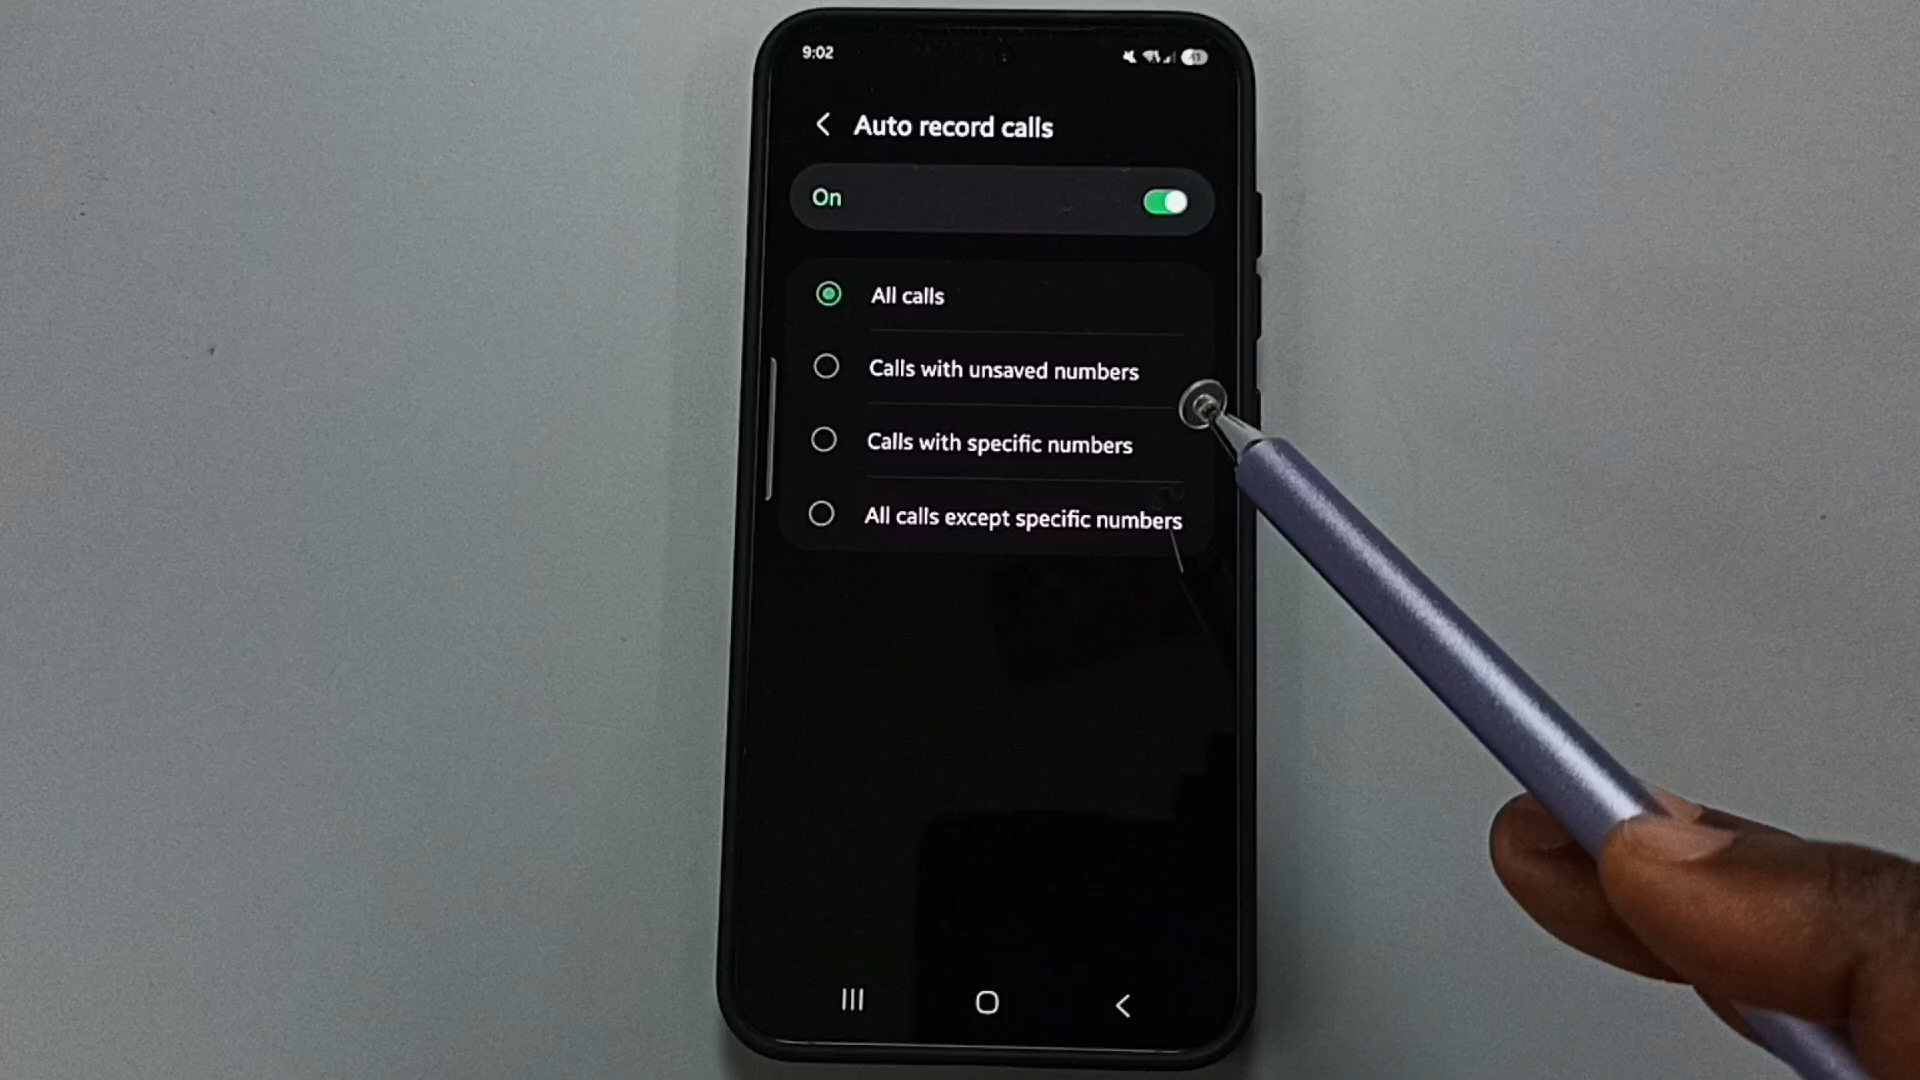 9:02
Auto record calls
On
All calls
Calls with unsaved numbers
Calls with specific numbers
All calls except specific numbers